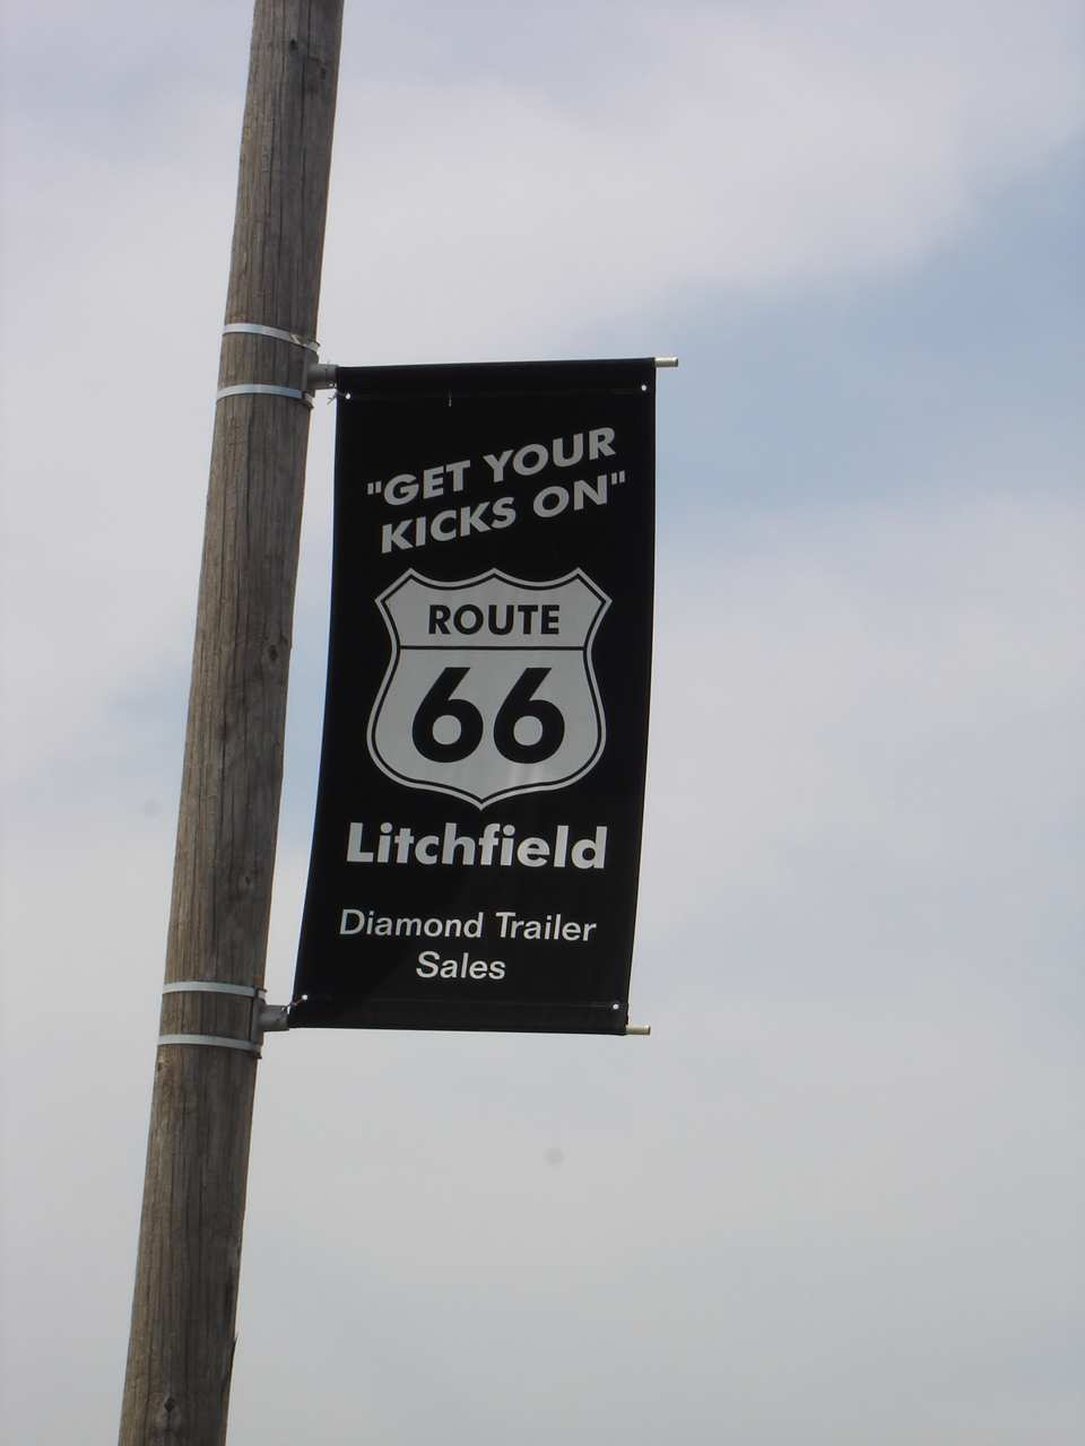 "GET YOUR
KICKS ON"
ROUTE
66
Litchfield
Diamond Trailer
Sales